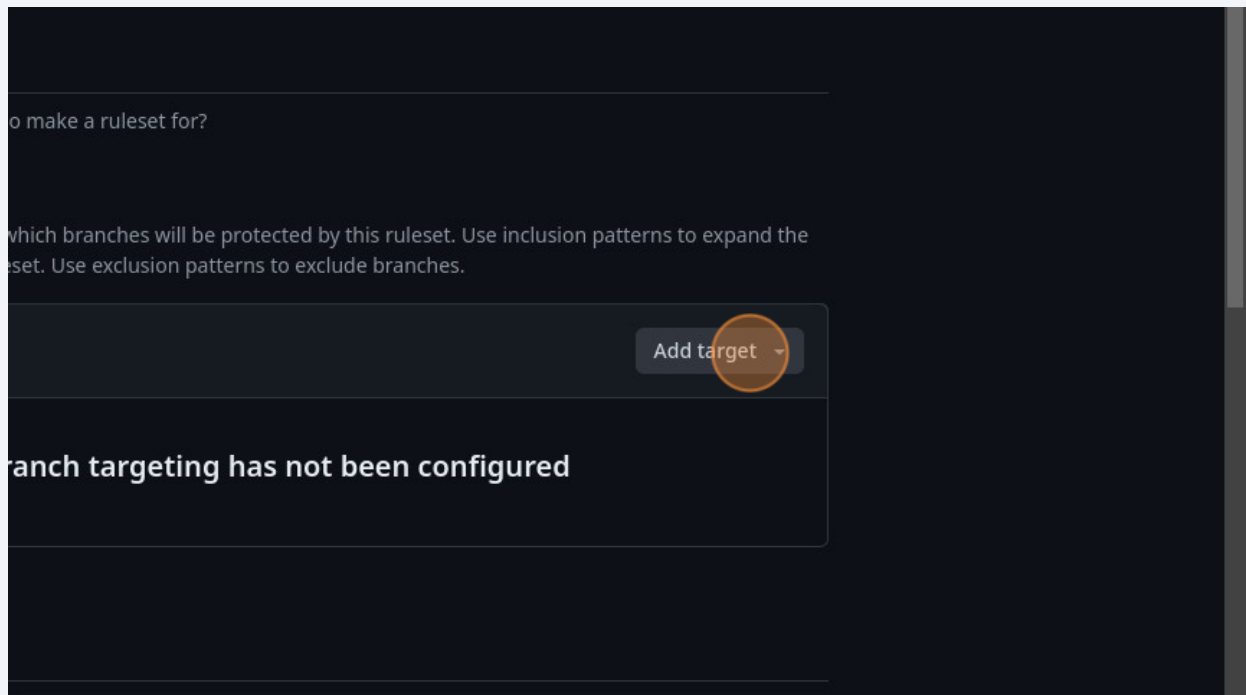 o make a ruleset for?
which branches will be protected by this ruleset. Use inclusion patterns to expand the
eset. Use exclusion patterns to exclude branches.
Add target
ranch targeting has not been configured